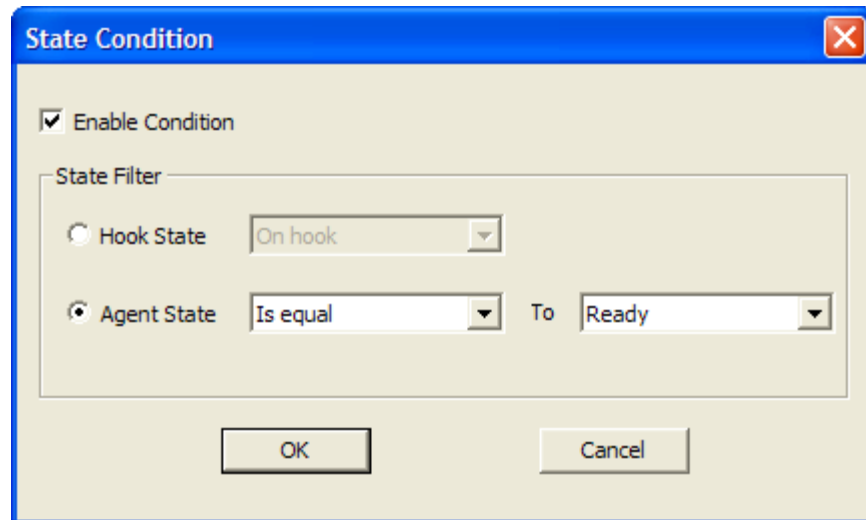 State Condition
Enable Condition
State Filter
Hook State On hook
Agent State Is equal To Ready
OK Cancel